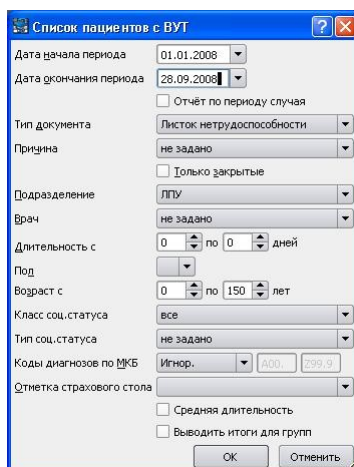 Список пациентов с ВУТ
Дата начала периода 01.01.2008
Дата окончания периода 28.09.2008
Отчёт по периоду случая
Тип документа Листок нетрудоспособности
Причина не задано
Только закрытые
Подразделение ЛПУ
Врач не задано
Длительность с 0 по 0 дней
Пол
Возраст с 0 по 150 лет
Класс соц.статуса все
Тип соц.статуса не задано
Коды диагнозов по МКБ Игнор. A00. Z99.9
Отметка страхового стола
Средняя длительность
Выводить итоги для групп
ОК Отменить